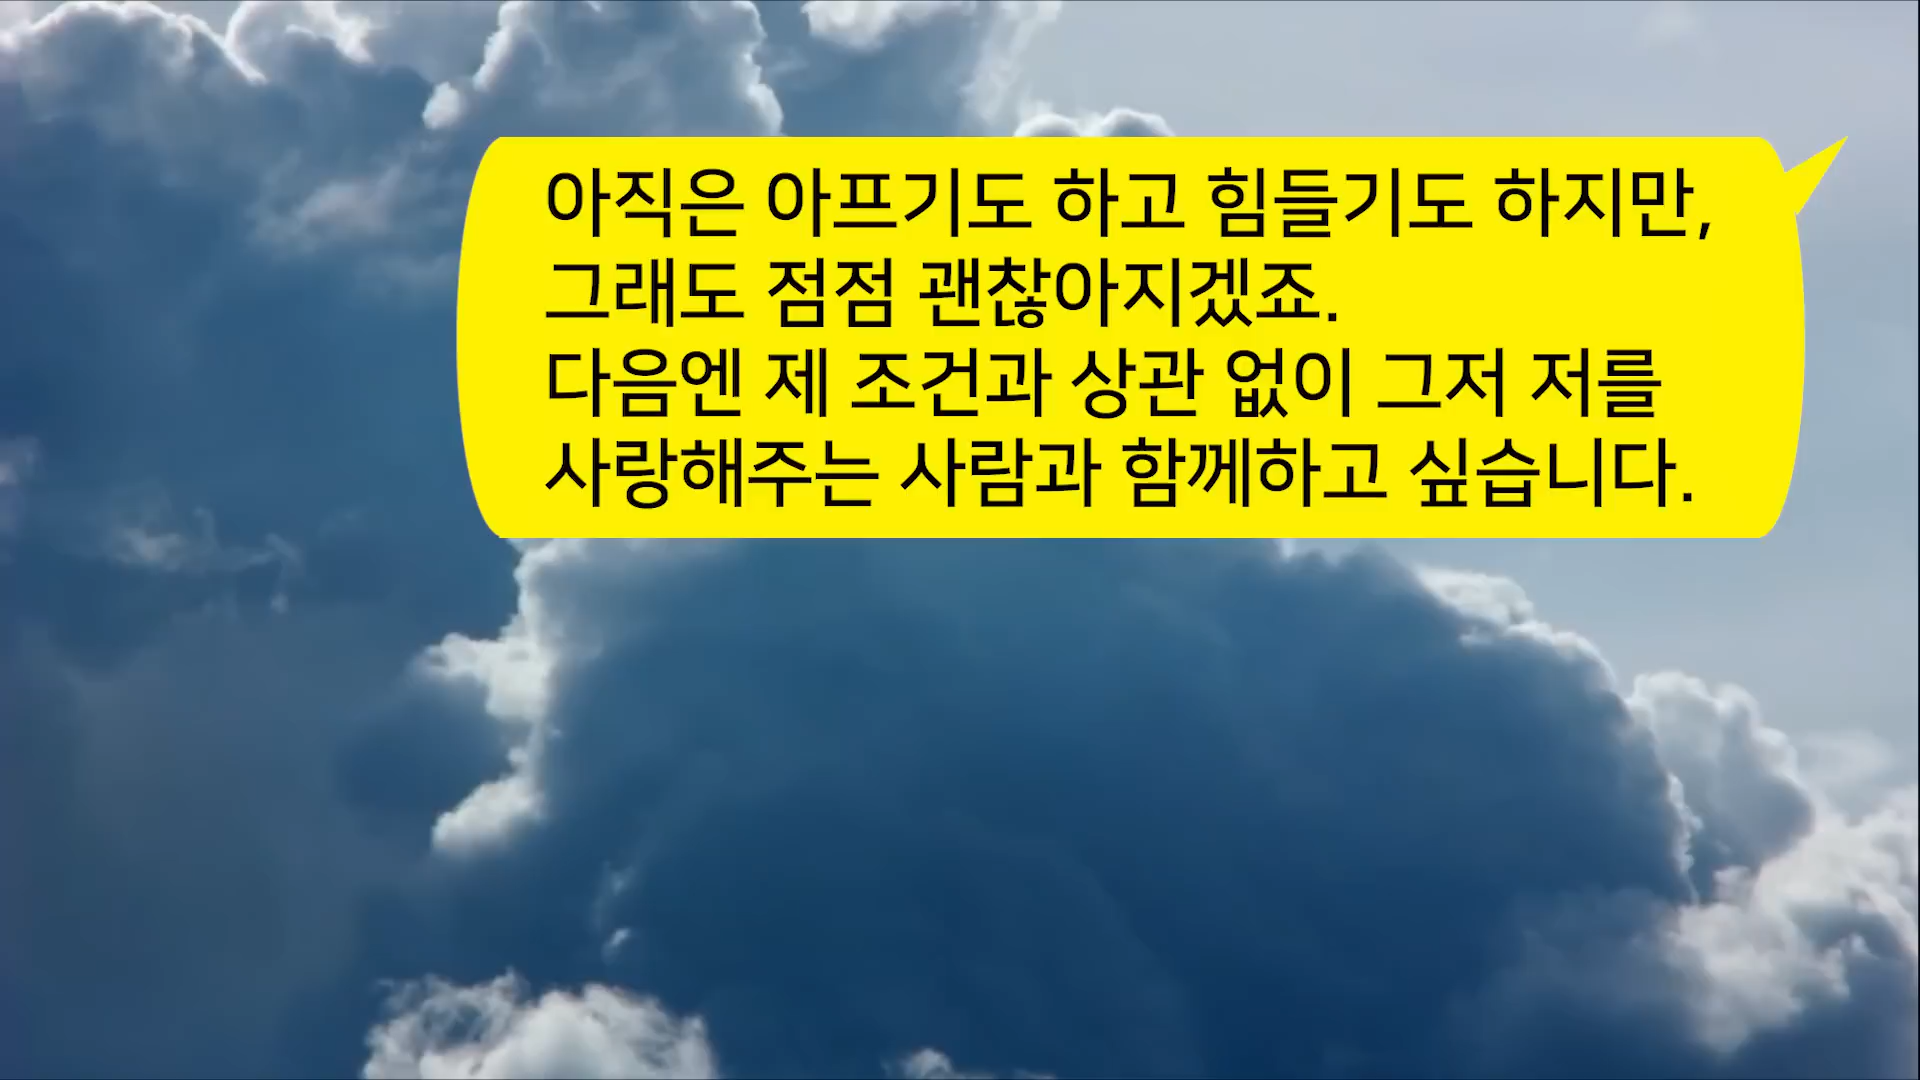 아직은 아프기도 하고 힘들기도 하지만,
그래도 점점 괜찮아지겠죠.
다음엔 제 조건과 상관 없이 그저 저를
사랑해주는 사람과 함께하고 싶습니다.